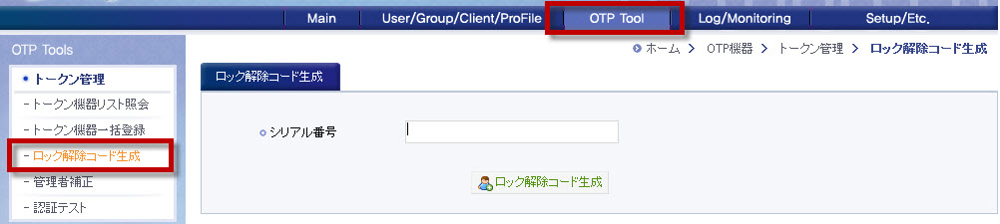 Main User/Group/Client/ProFile OTP Tool Log/Monitoring Setup/Etc.
OTP Tools
ホーム > OTP機器 > トークン管理 > ロック解除コード生成
トークン管理
- トークン機器リスト照会
- トークン機器一括登録
- ロック解除コード生成
- 管理者補正
- 認証テスト
ロック解除コード生成
シリアル番号
ロック解除コード生成